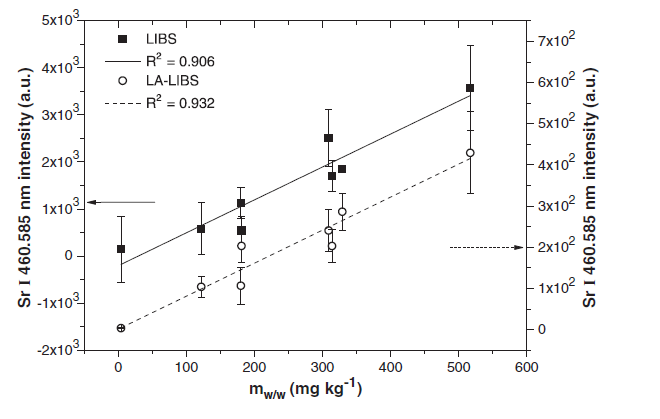 5x10³
4x10³
3x10³
2x10³
1x10³
0
-1x10³
-2x10³
Sr I 460.585 nm intensity (a.u.)
LIBS
R² = 0.906
LA-LIBS
R² = 0.932
7x10²
6x10²
5x10²
4x10²
3x10²
2x10²
1x10²
0
Sr I 460.585 nm intensity (a.u.)
0 100 200 300 400 500 600
m_w/w (mg kg⁻¹)